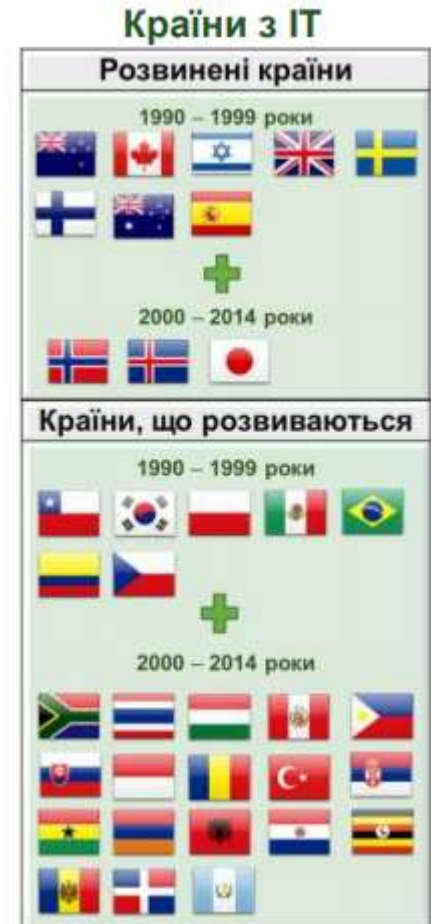 Країни з ІТ
Розвинені країни
1990 – 1999 роки
2000 – 2014 роки
Країни, що розвиваються
1990 – 1999 роки
2000 – 2014 роки